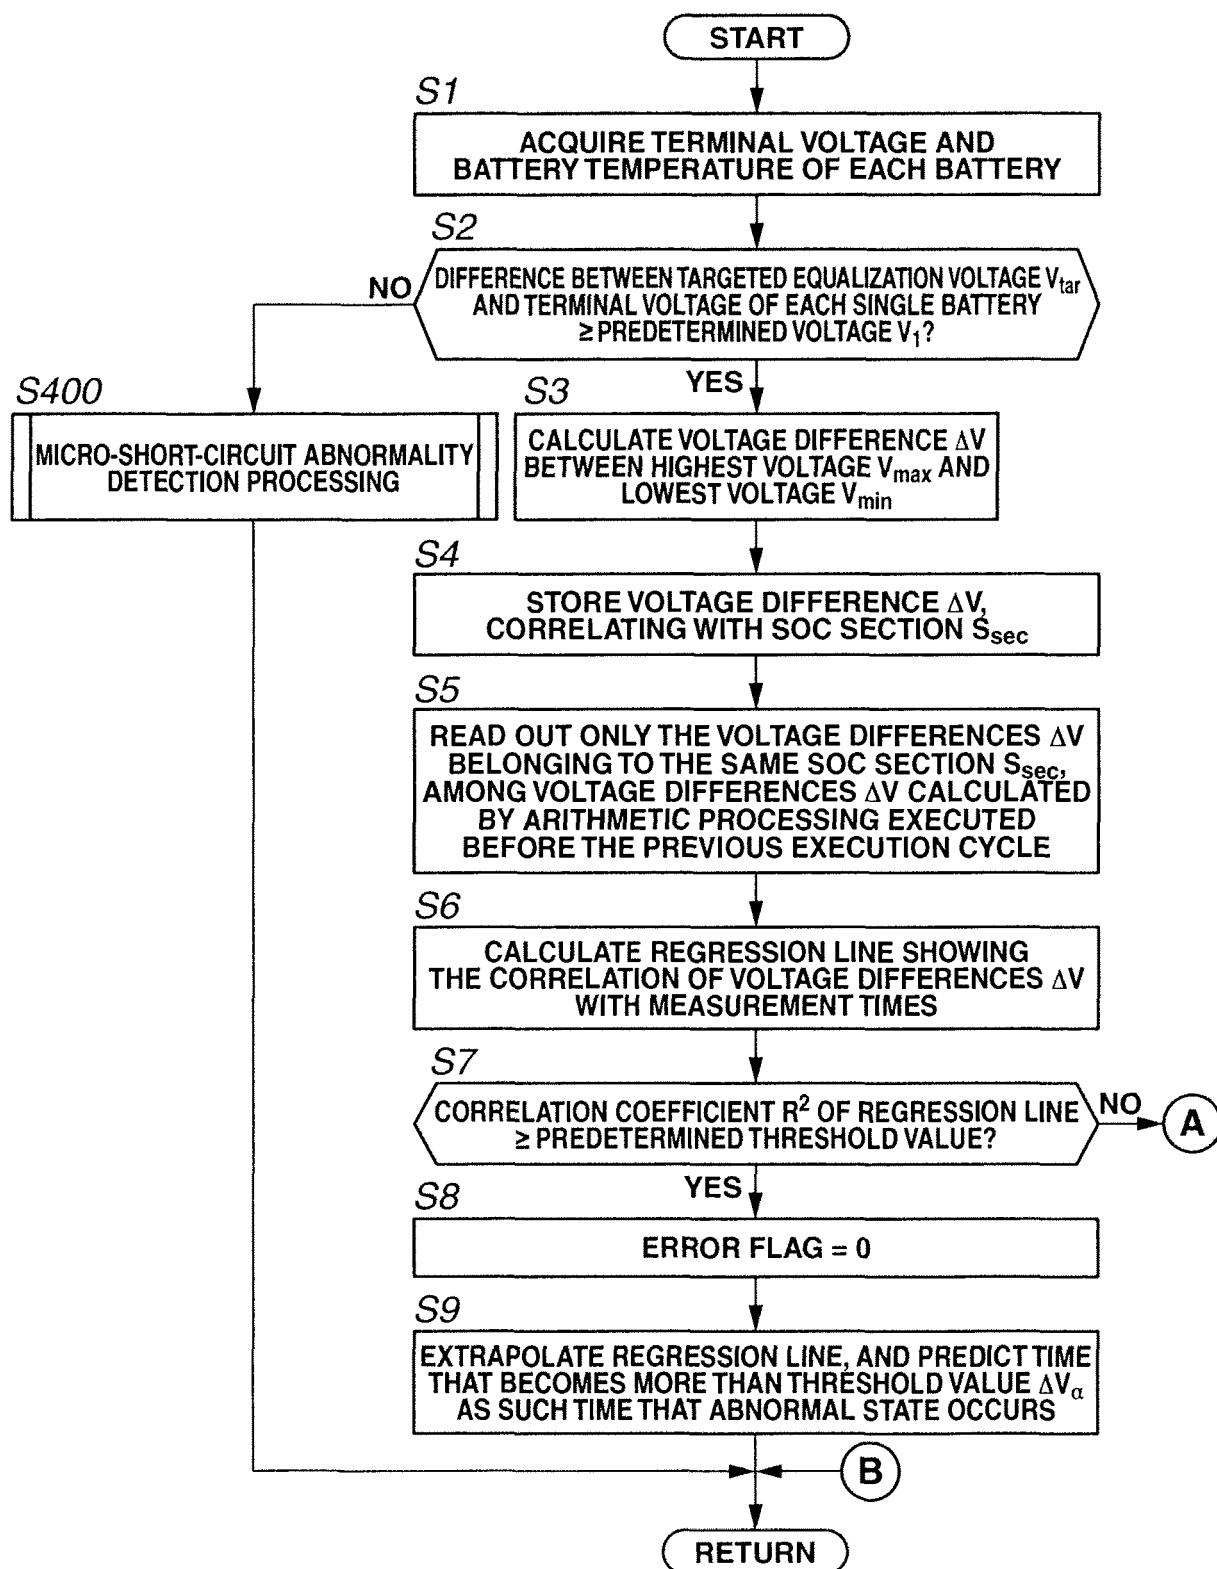 START
S1
ACQUIRE TERMINAL VOLTAGE AND
BATTERY TEMPERATURE OF EACH BATTERY
S2
DIFFERENCE BETWEEN TARGETED EQUALIZATION VOLTAGE Vtar
AND TERMINAL VOLTAGE OF EACH SINGLE BATTERY
≥ PREDETERMINED VOLTAGE V1?
NO
YES
S400
MICRO-SHORT-CIRCUIT ABNORMALITY
DETECTION PROCESSING
S3
CALCULATE VOLTAGE DIFFERENCE ΔV
BETWEEN HIGHEST VOLTAGE Vmax AND
LOWEST VOLTAGE Vmin
S4
STORE VOLTAGE DIFFERENCE ΔV,
CORRELATING WITH SOC SECTION Ssec
S5
READ OUT ONLY THE VOLTAGE DIFFERENCES ΔV
BELONGING TO THE SAME SOC SECTION Ssec,
AMONG VOLTAGE DIFFERENCES ΔV CALCULATED
BY ARITHMETIC PROCESSING EXECUTED
BEFORE THE PREVIOUS EXECUTION CYCLE
S6
CALCULATE REGRESSION LINE SHOWING
THE CORRELATION OF VOLTAGE DIFFERENCES ΔV
WITH MEASUREMENT TIMES
S7
CORRELATION COEFFICIENT R² OF REGRESSION LINE
≥ PREDETERMINED THRESHOLD VALUE?
NO
A
YES
S8
ERROR FLAG = 0
S9
EXTRAPOLATE REGRESSION LINE, AND PREDICT TIME
THAT BECOMES MORE THAN THRESHOLD VALUE ΔVα
AS SUCH TIME THAT ABNORMAL STATE OCCURS
B
RETURN